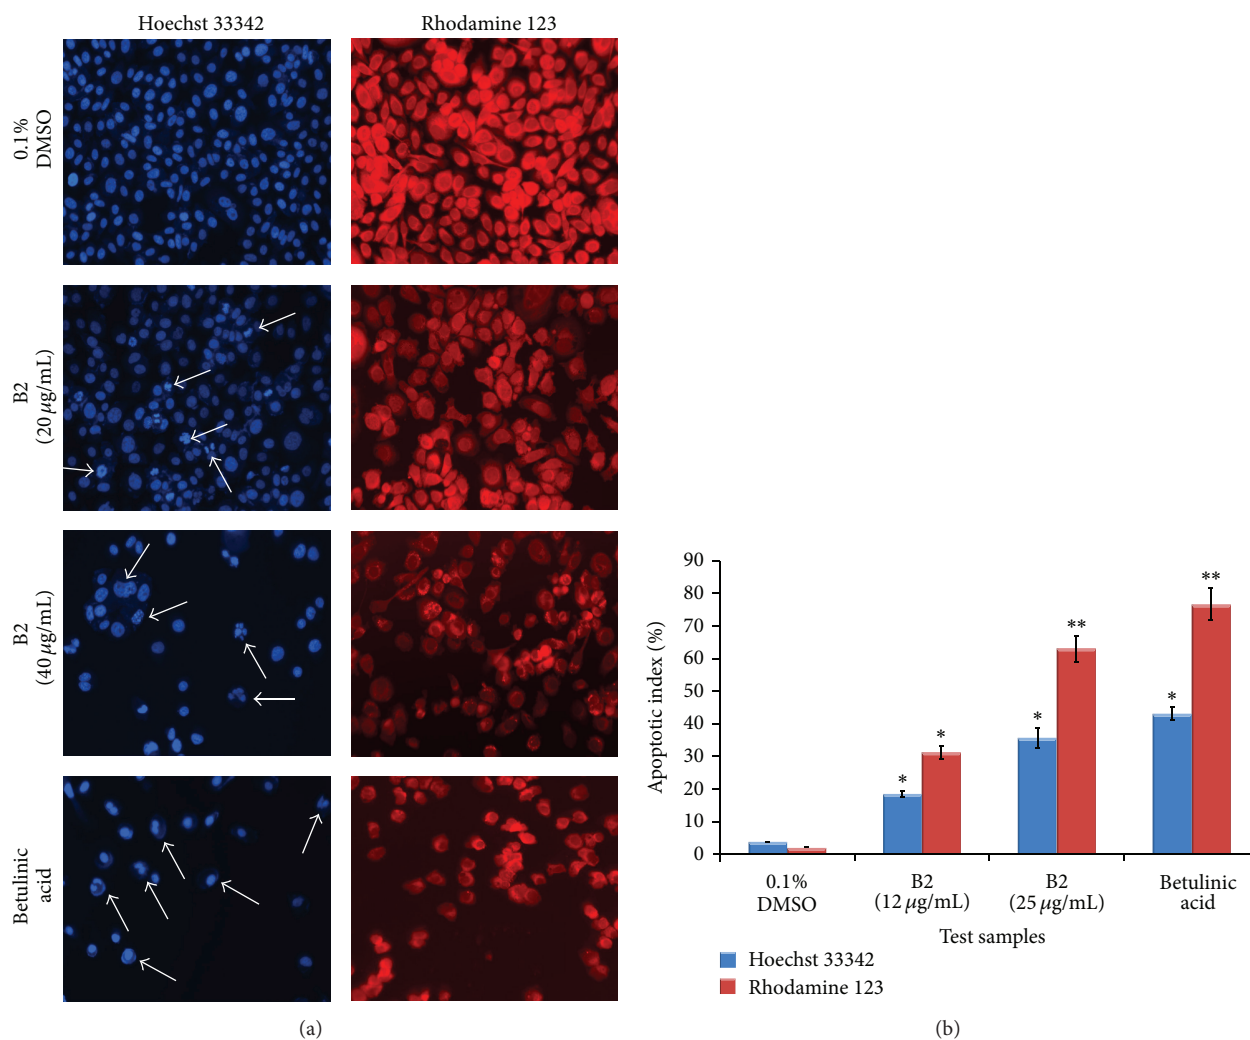 Hoechst 33342
Rhodamine 123
0.1%
DMSO
B2
(20 μg/mL)
B2
(40 μg/mL)
Betulinic
acid
(a)
Apoptotic index (%)
90
80
70
60
50
40
30
20
10
0
*
*
*
**
*
**
0.1%
DMSO
B2
(12 μg/mL)
B2
(25 μg/mL)
Betulinic
acid
Test samples
Hoechst 33342
Rhodamine 123
(b)